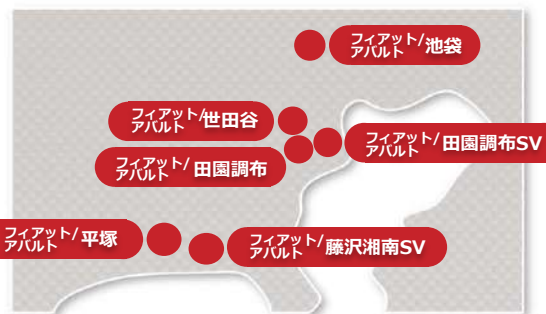 フィアット/アバルト 池袋
フィアット/アバルト 世田谷
フィアット/アバルト 田園調布SV
フィアット/アバルト 田園調布
フィアット/アバルト 平塚
フィアット/アバルト 藤沢湘南SV